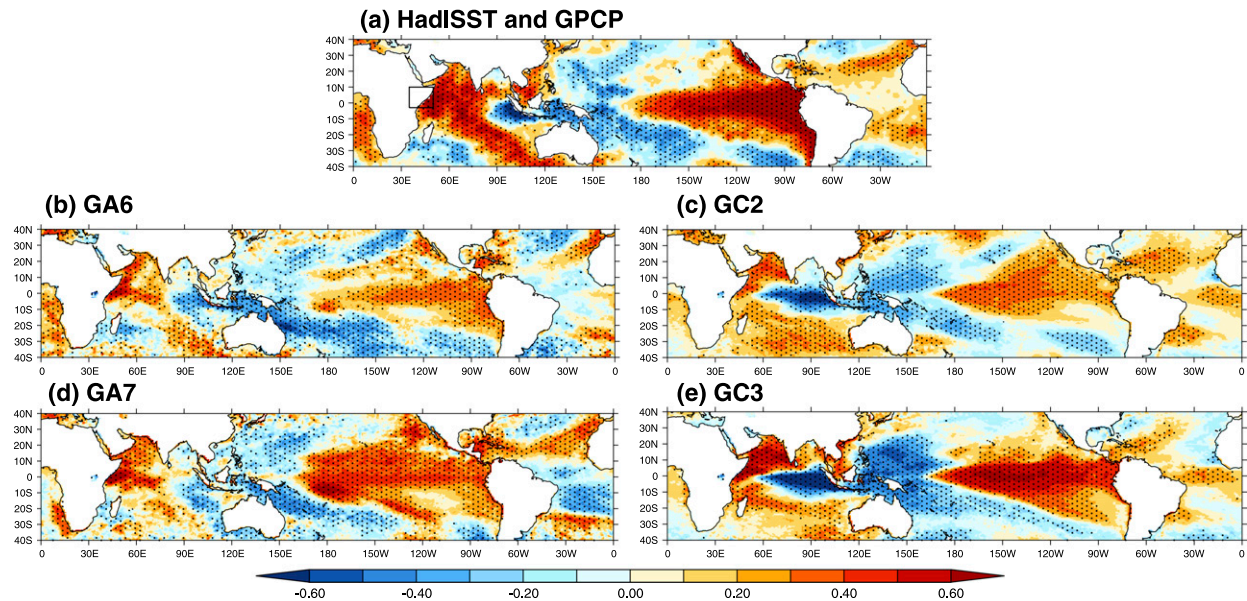 (a) HadISST and GPCP
40N
30N
20N
10N
0
10S
20S
30S
40S
0 30E 60E 90E 120E 150E 180E 150W 120W 90W 60W 30W
(b) GA6
40N
30N
20N
10N
0
10S
20S
30S
40S
0 30E 60E 90E 120E 150E 180E 150W 120W 90W 60W 30W 0
(c) GC2
40N
30N
20N
10N
0
10S
20S
30S
40S
0 30E 60E 90E 120E 150E 180E 150W 120W 90W 60W 30W 0
(d) GA7
40N
30N
20N
10N
0
10S
20S
30S
40S
0 30E 60E 90E 120E 150E 180E 150W 120W 90W 60W 30W 0
(e) GC3
40N
30N
20N
10N
0
10S
20S
30S
40S
0 30E 60E 90E 120E 150E 180E 150W 120W 90W 60W 30W 0
-0.60 -0.40 -0.20 0.00 0.20 0.40 0.60